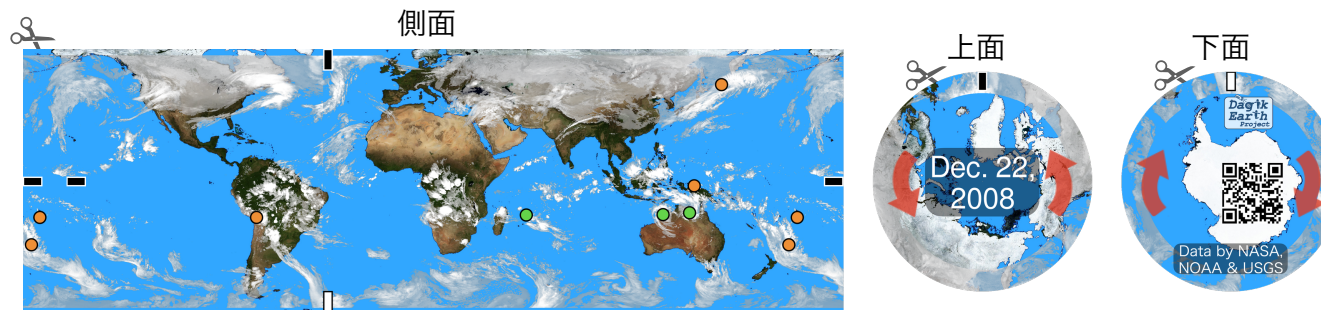 側面
上面
下面
Dec. 22,
2008
Dagik
Earth
Project
Data by NASA,
NOAA & USGS